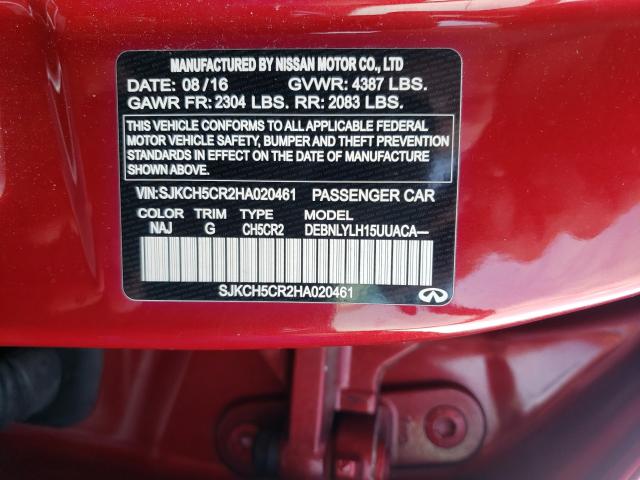 MANUFACTURED BY NISSAN MOTOR CO., LTD
DATE: 08/16 GVWR: 4387 LBS.
GAWR FR: 2304 LBS. RR: 2083 LBS.
THIS VEHICLE CONFORMS TO ALL APPLICABLE FEDERAL
MOTOR VEHICLE SAFETY, BUMPER AND THEFT PREVENTION
STANDARDS IN EFFECT ON THE DATE OF MANUFACTURE
SHOWN ABOVE.
VIN:SJKCH5CR2HA020461 PASSENGER CAR
COLOR TRIM TYPE MODEL
NAJ G CH5CR2 DEBNLYLH15UUACA—
SJKCH5CR2HA020461